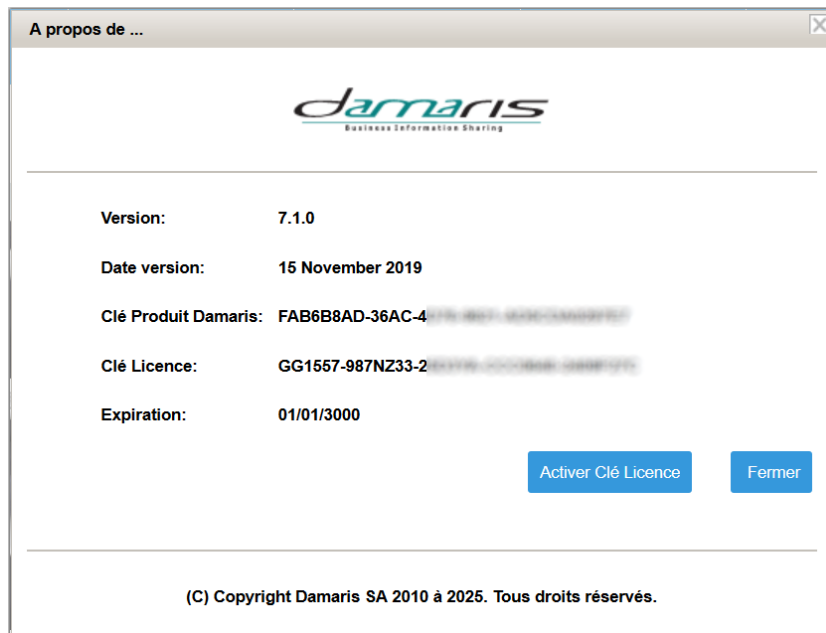 A propos de ...
damaris
Business Information Sharing
Version: 7.1.0
Date version: 15 November 2019
Clé Produit Damaris: FAB6B8AD-36AC-4
Clé Licence: GG1557-987NZ33-2
Expiration: 01/01/3000
Activer Clé Licence Fermer
(C) Copyright Damaris SA 2010 à 2025. Tous droits réservés.